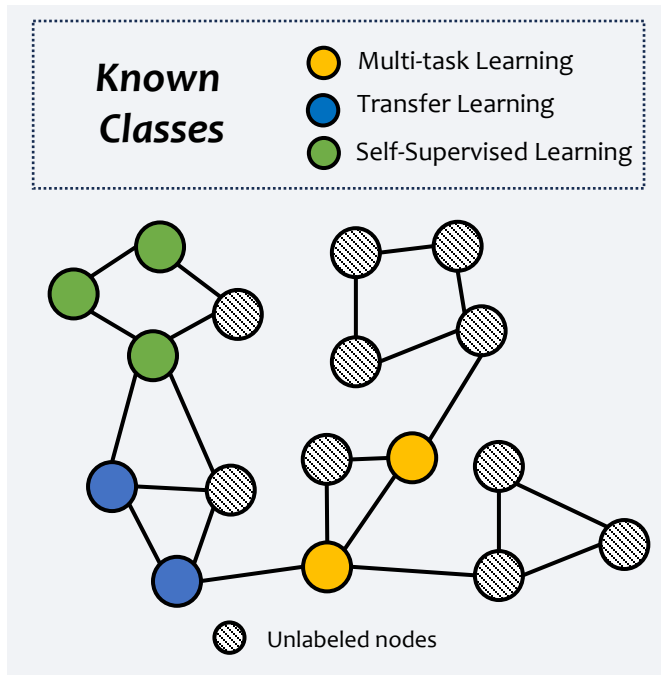 Known
Classes
Multi-task Learning
Transfer Learning
Self-Supervised Learning
Unlabeled nodes